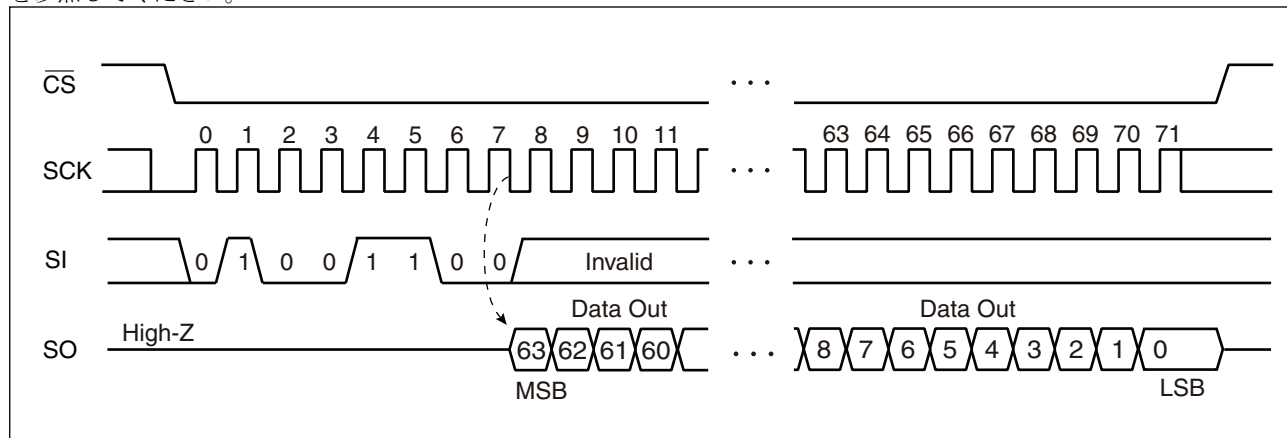 CS
・・・
0 1 2 3 4 5 6 7 8 9 10 11 63 64 65 66 67 68 69 70 71
SCK
・・・
SI
0 1 0 0 1 1 0 0 Invalid
・・・
Data Out Data Out
High-Z
SO
63 62 61 60 ・・・ 8 7 6 5 4 3 2 1 0
MSB LSB